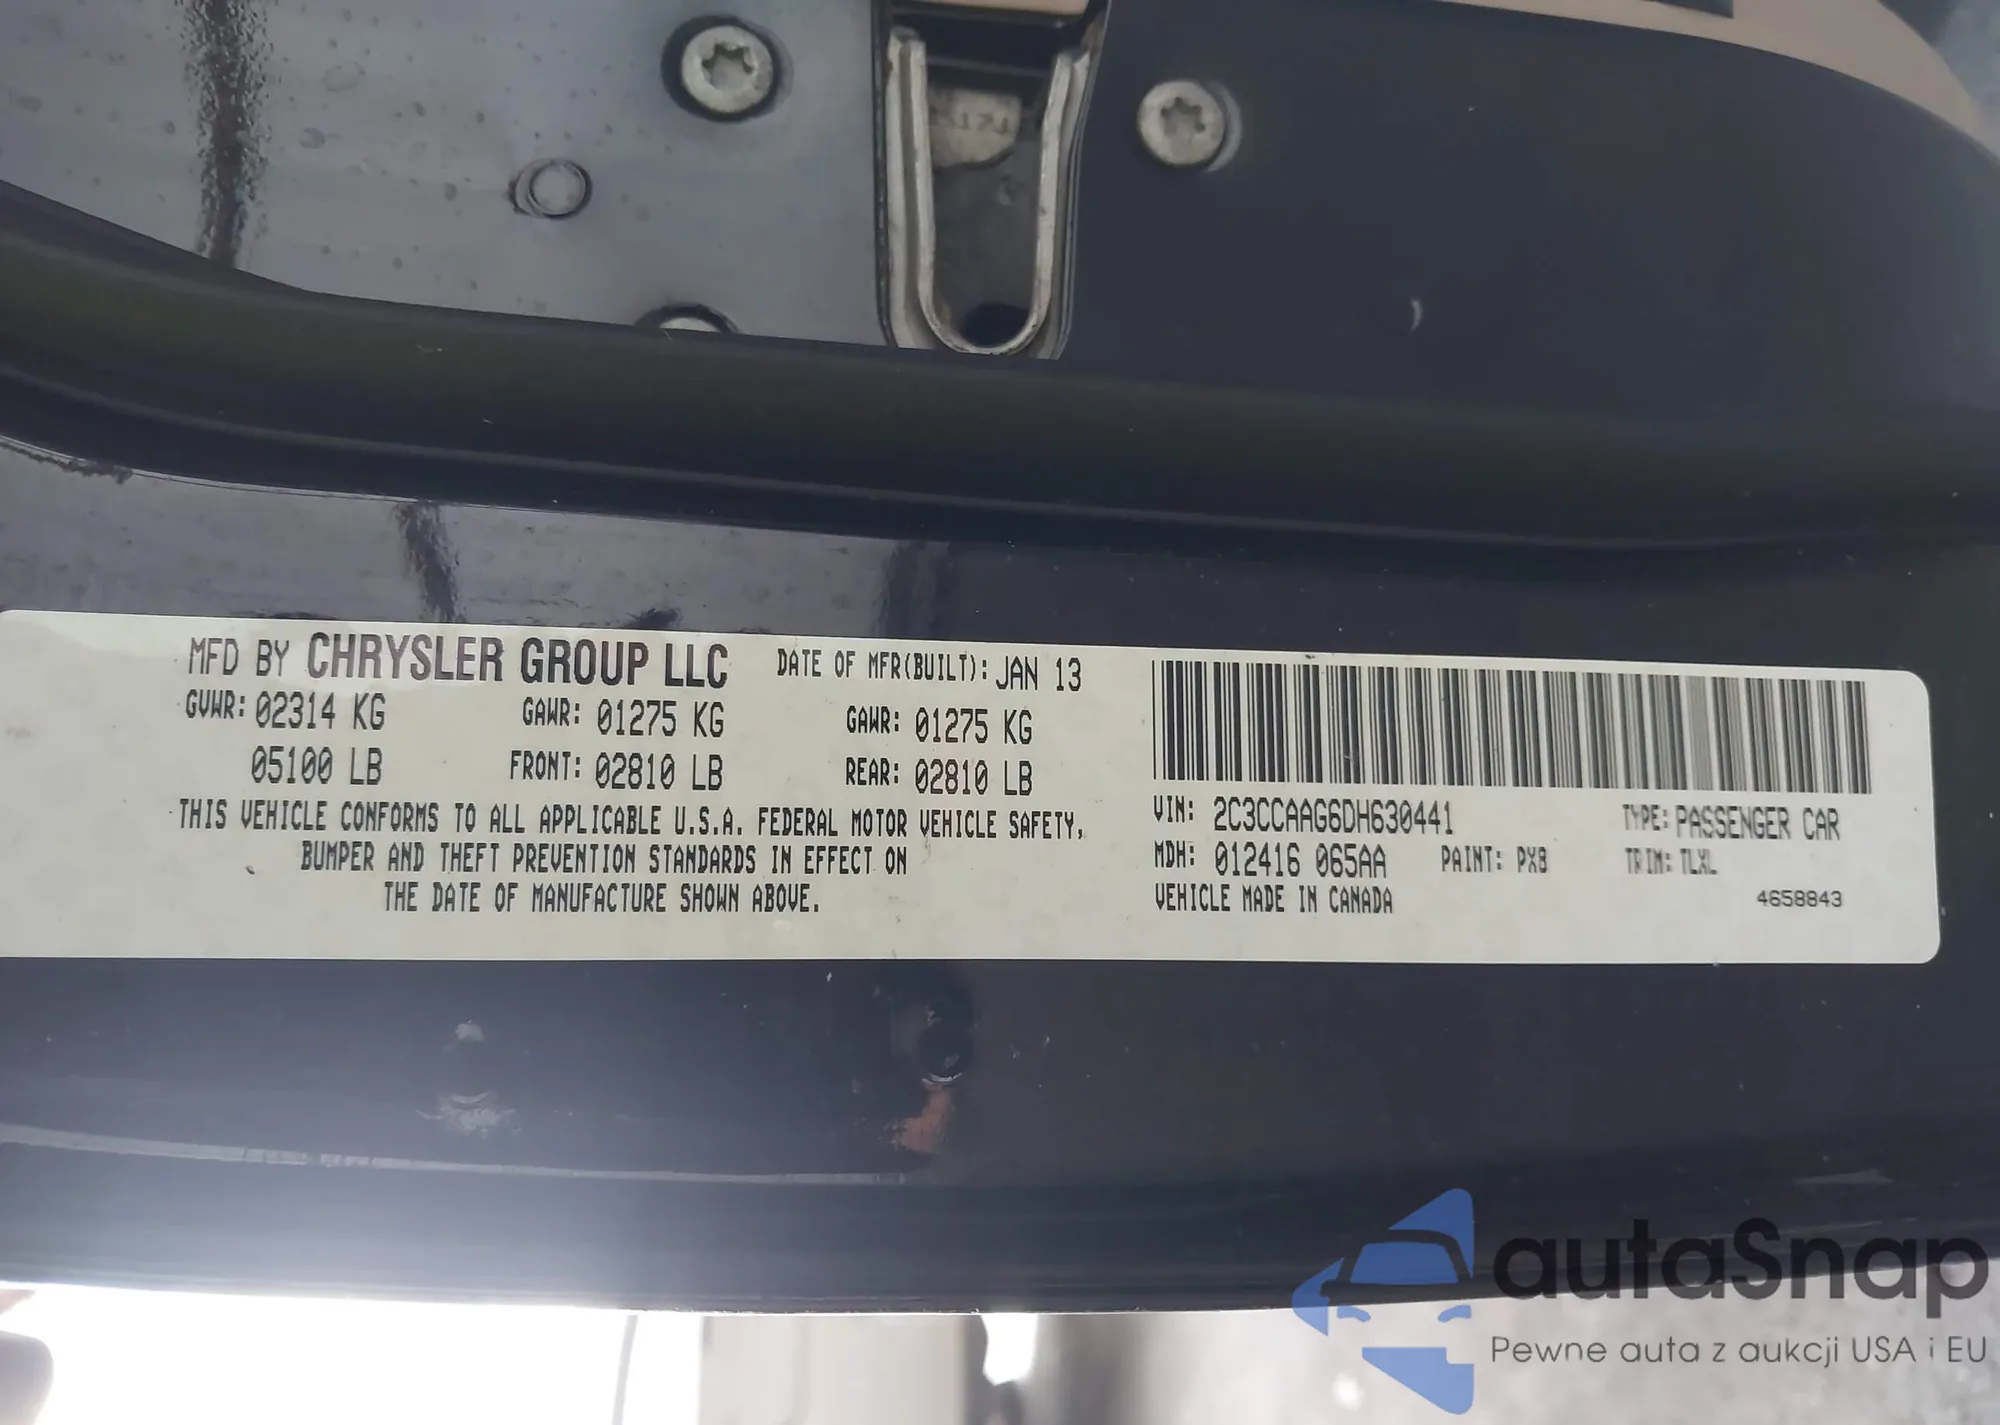 MFD BY CHRYSLER GROUP LLC DATE OF MFR(BUILT): JAN 13
GVWR: 02314 KG GAWR: 01275 KG GAWR: 01275 KG
05100 LB FRONT: 02810 LB REAR: 02810 LB
THIS VEHICLE CONFORMS TO ALL APPLICABLE U.S.A. FEDERAL MOTOR VEHICLE SAFETY,
BUMPER AND THEFT PREVENTION STANDARDS IN EFFECT ON
THE DATE OF MANUFACTURE SHOWN ABOVE.
VIN: 2C3CCAAG6DH630441 TYPE: PASSENGER CAR
MDH: 012416 065AA PAINT: PX8 TRIM: TLXL
VEHICLE MADE IN CANADA 4658843
autaSnap
Pewne auta z aukcji USA i EU